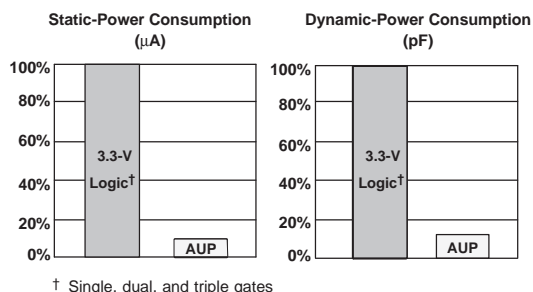 Static-Power Consumption
(μA)
100%
80%
60%
40%
20%
0%
3.3-V
Logic†
AUP
Dynamic-Power Consumption
(pF)
100%
80%
60%
40%
20%
0%
3.3-V
Logic†
AUP
† Single, dual, and triple gates